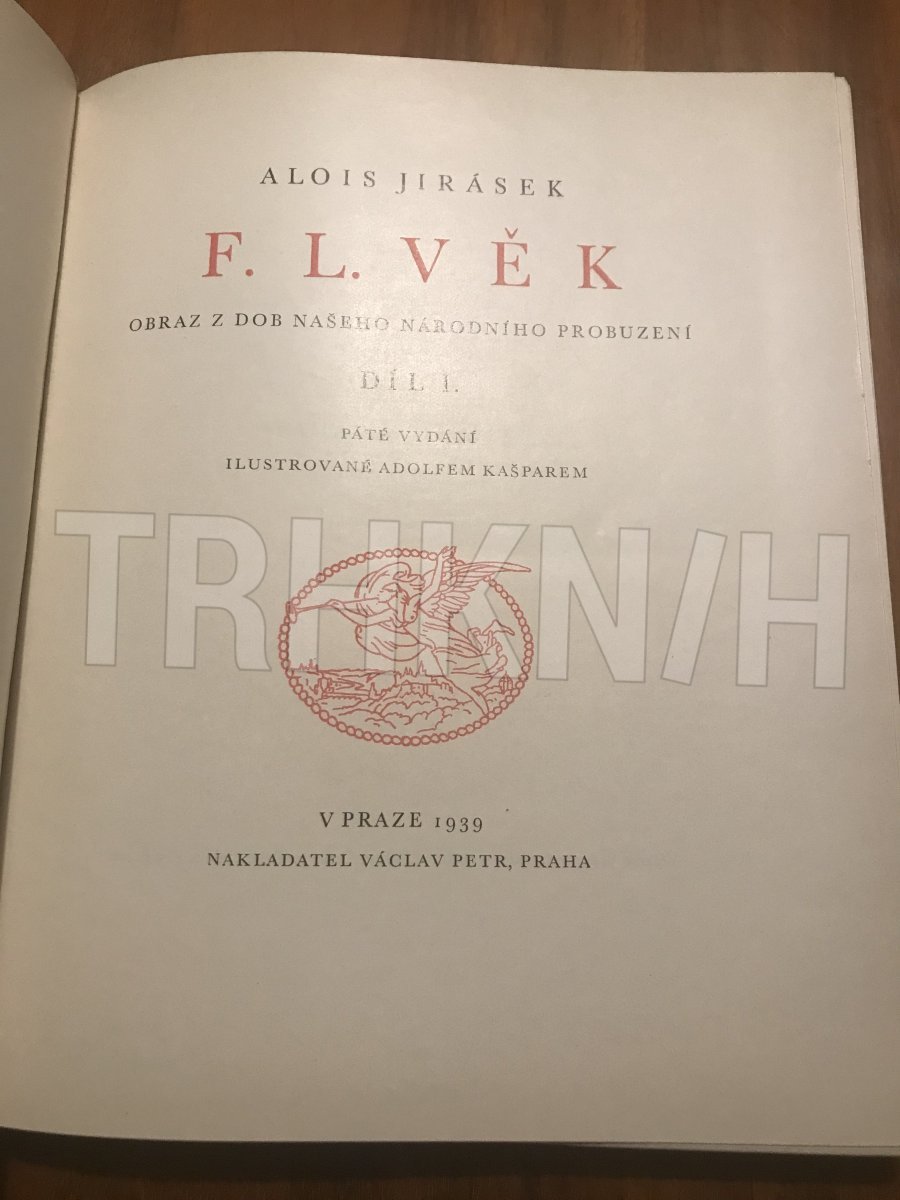 ALOIS JIRÁSEK
F. L. VĚK
OBRAZ Z DOB NAŠEHO NÁRODNÍHO PROBUZENÍ
DÍL I.
PÁTÉ VYDÁNÍ
ILUSTROVANÉ ADOLFEM KAŠPAREM
TRHKNIH
V PRAZE 1939
NAKLADATEL VÁCLAV PETR, PRAHA